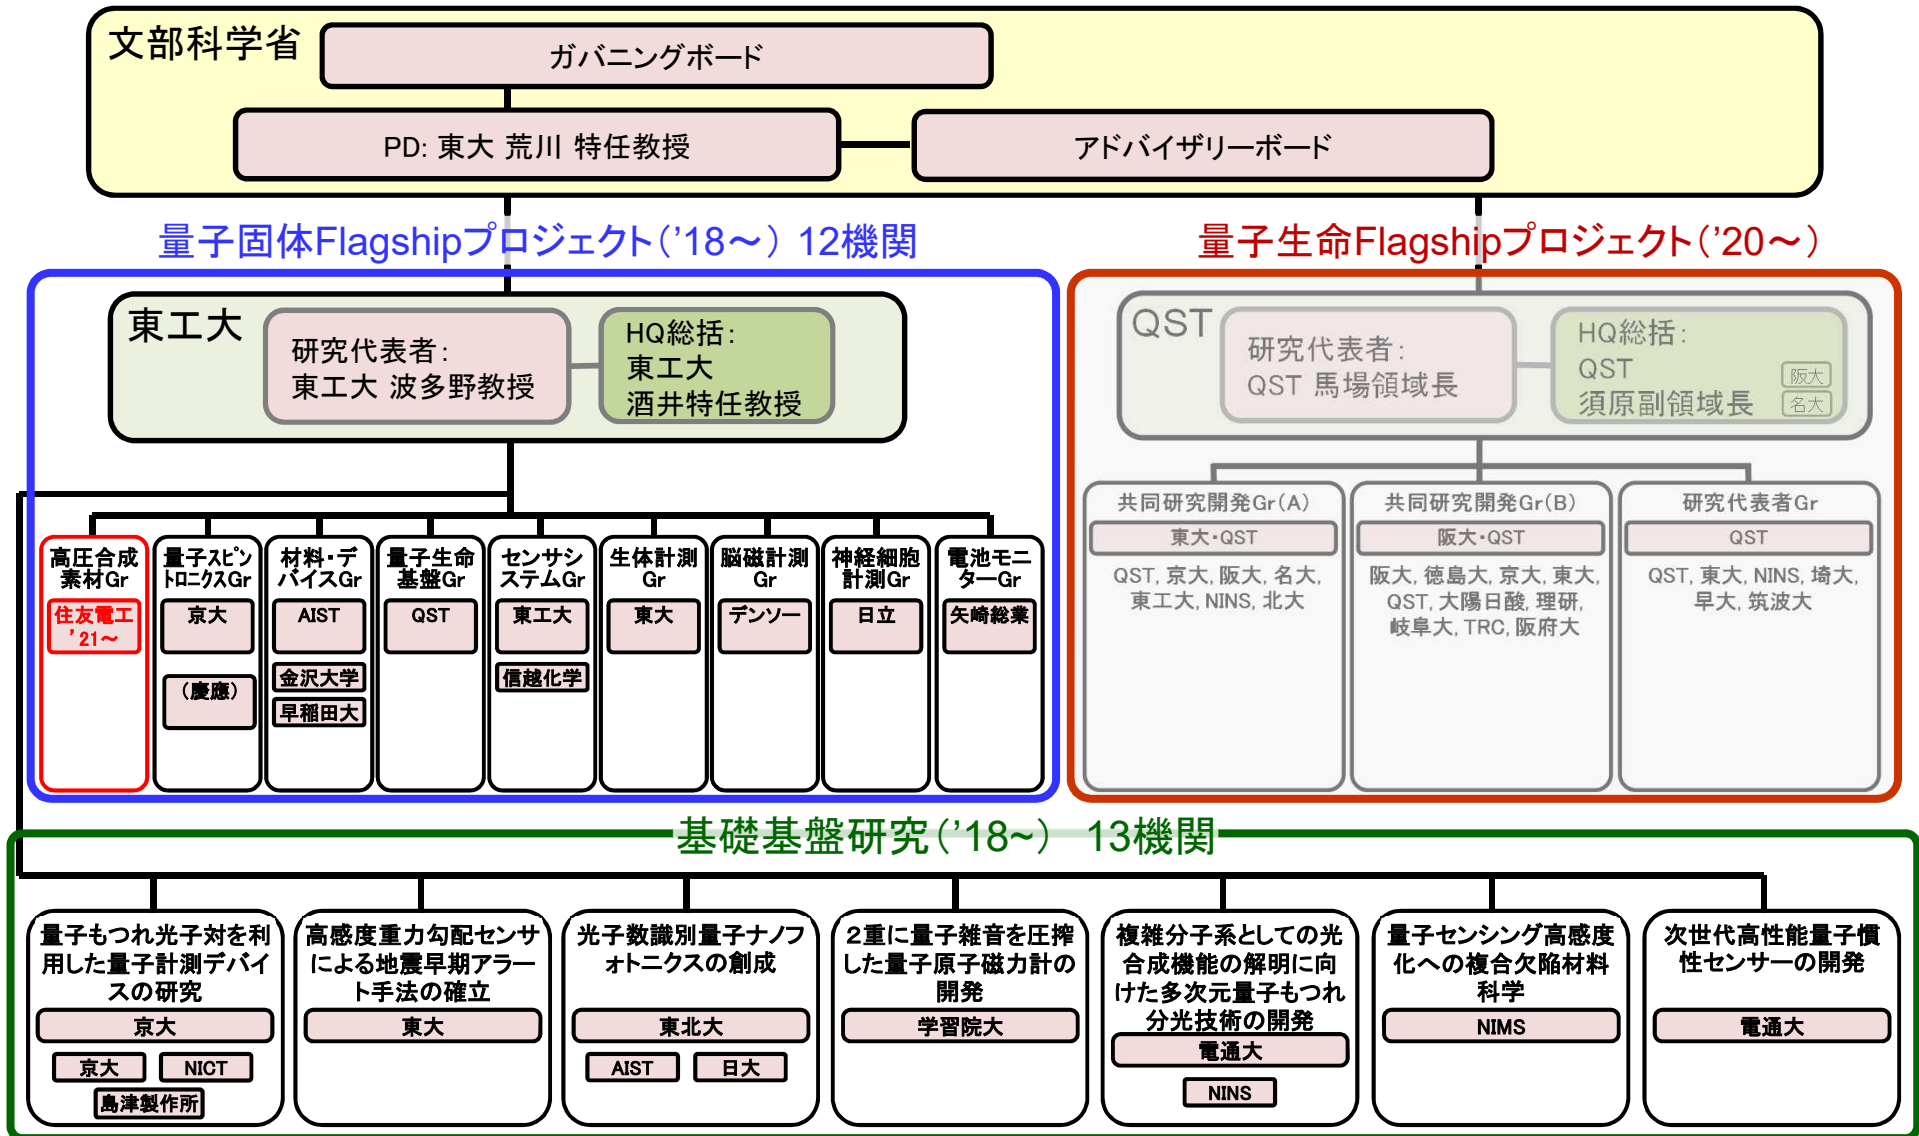 文部科学省
ガバニングボード
PD: 東大 荒川 特任教授
アドバイザリーボード
量子固体Flagshipプロジェクト(’18～) 12機関
東工大
研究代表者:
東工大 波多野教授
HQ総括:
東工大
酒井特任教授
高圧合成
素材Gr
住友電工
’21～
量子スピン
トロニクスGr
京大
(慶應)
材料・デ
バイスGr
AIST
金沢大学
早稲田大
量子生命
基盤Gr
QST
センサシ
ステムGr
東工大
信越化学
生体計測
Gr
東大
脳磁計測
Gr
デンソー
神経細胞
計測Gr
日立
電池モニ
ターGr
矢崎総業
量子生命Flagshipプロジェクト(’20～)
QST
研究代表者:
QST 馬場領域長
HQ総括:
QST
須原副領域長
阪大
名大
共同研究開発Gr(A)
東大・QST
QST, 京大, 阪大, 名大,
東工大, NINS, 北大
共同研究開発Gr(B)
阪大・QST
阪大, 徳島大, 京大, 東大,
QST, 大陽日酸, 理研,
岐阜大, TRC, 阪府大
研究代表者Gr
QST
QST, 東大, NINS, 埼大,
早大, 筑波大
基礎基盤研究(’18~) 13機関
量子もつれ光子対を利
用した量子計測デバイ
スの研究
京大
京大 NICT
島津製作所
高感度重力勾配センサ
による地震早期アラー
ト手法の確立
東大
光子数識別量子ナノフ
ォトニクスの創成
東北大
AIST 日大
2重に量子雑音を圧搾
した量子原子磁力計の
開発
学習院大
複雑分子系としての光
合成機能の解明に向
けた多次元量子もつれ
分光技術の開発
電通大
NINS
量子センシング高感度
化への複合欠陥材料
科学
NIMS
次世代高性能量子慣
性センサーの開発
電通大